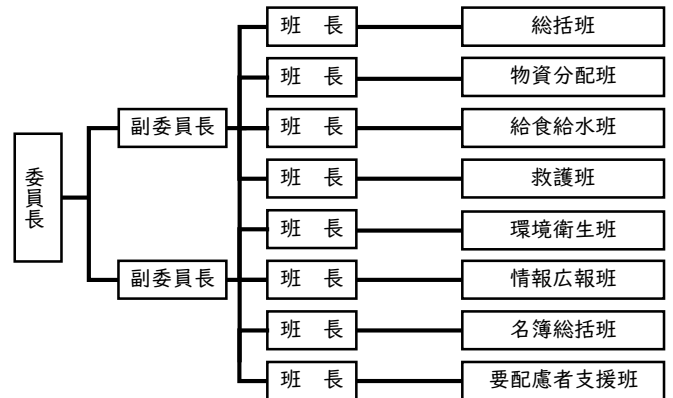 委員長
副委員長
副委員長
班　長
総括班
班　長
物資分配班
班　長
給食給水班
班　長
救護班
班　長
環境衛生班
班　長
情報広報班
班　長
名簿総括班
班　長
要配慮者支援班